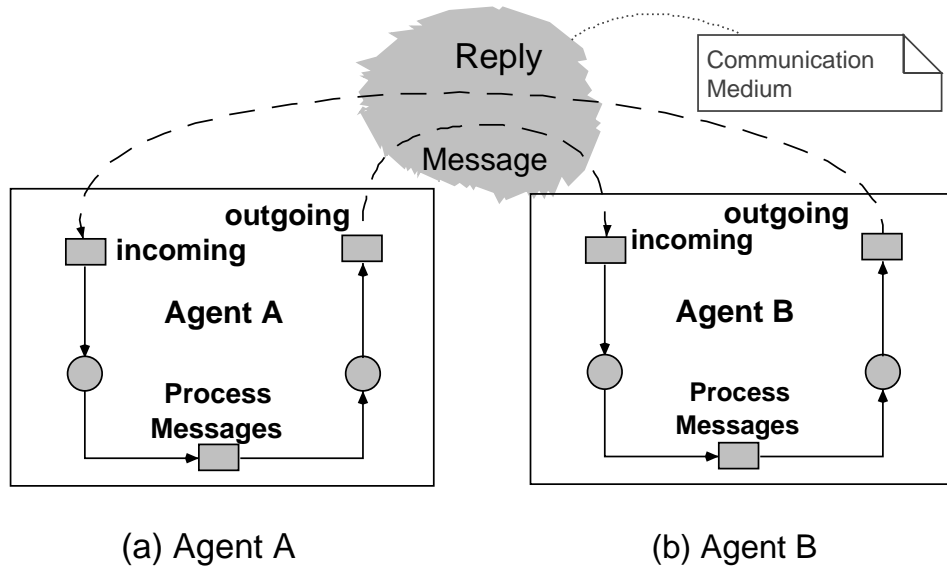 Reply
Communication
Medium
Message
outgoing
incoming
Agent A
Process
Messages
outgoing
incoming
Agent B
Process
Messages
(a) Agent A
(b) Agent B